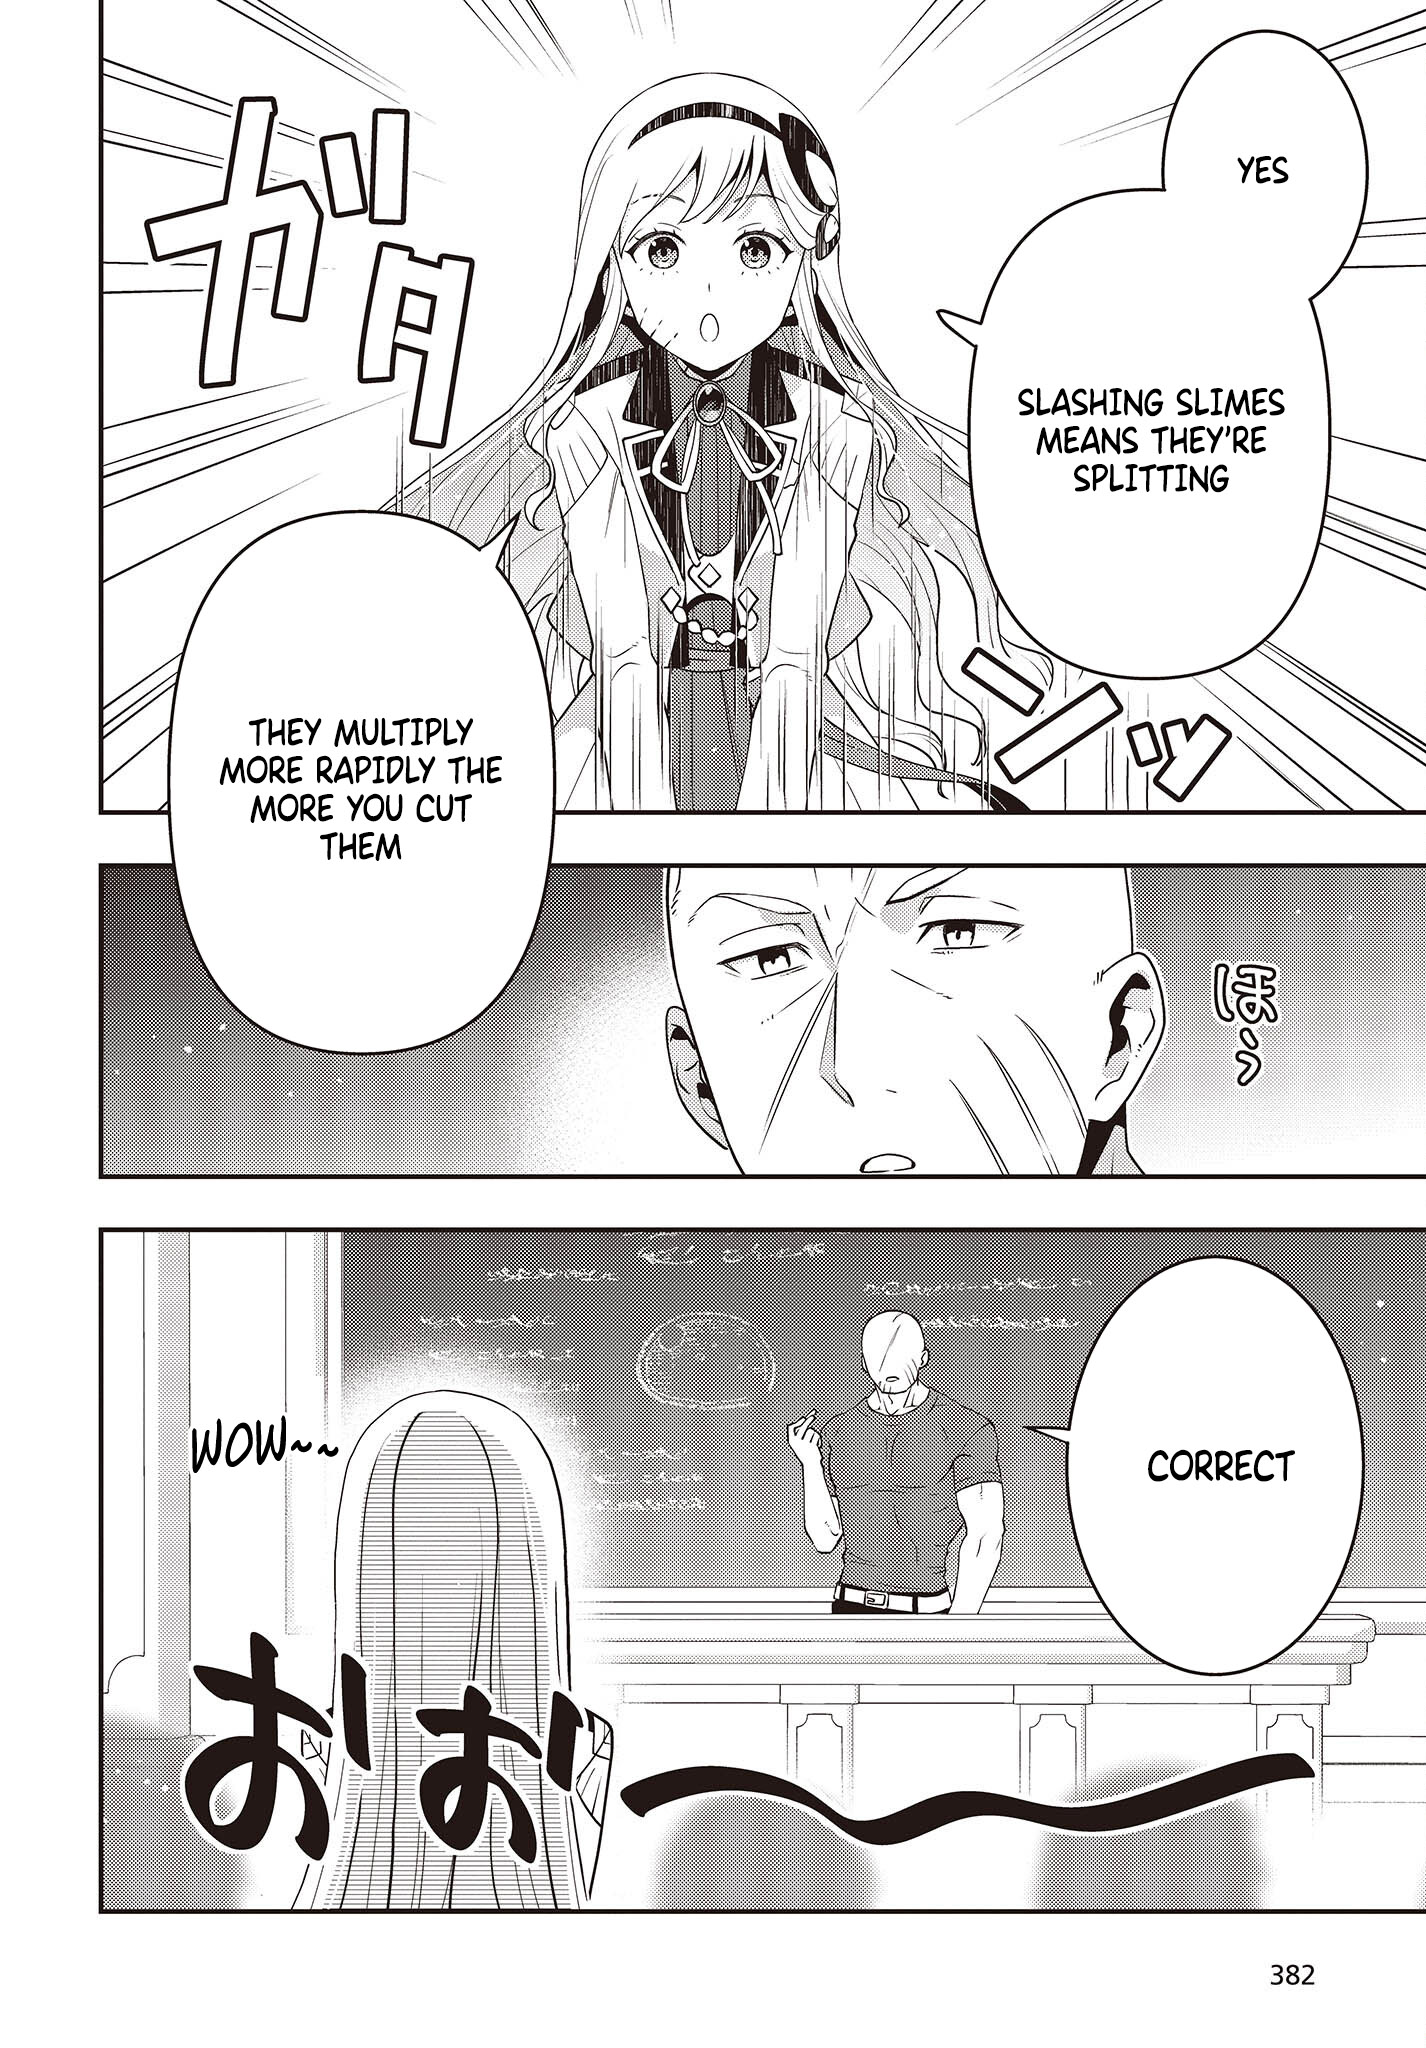 YES
SLASHING SLIMES
MEANS THEY'RE
SPLITTING
ガタ
ンッ
THEY MULTIPLY
MORE RAPIDLY THE
MORE YOU CUT
THEM
ほぅ
CORRECT
WOW~~
おお〜
382